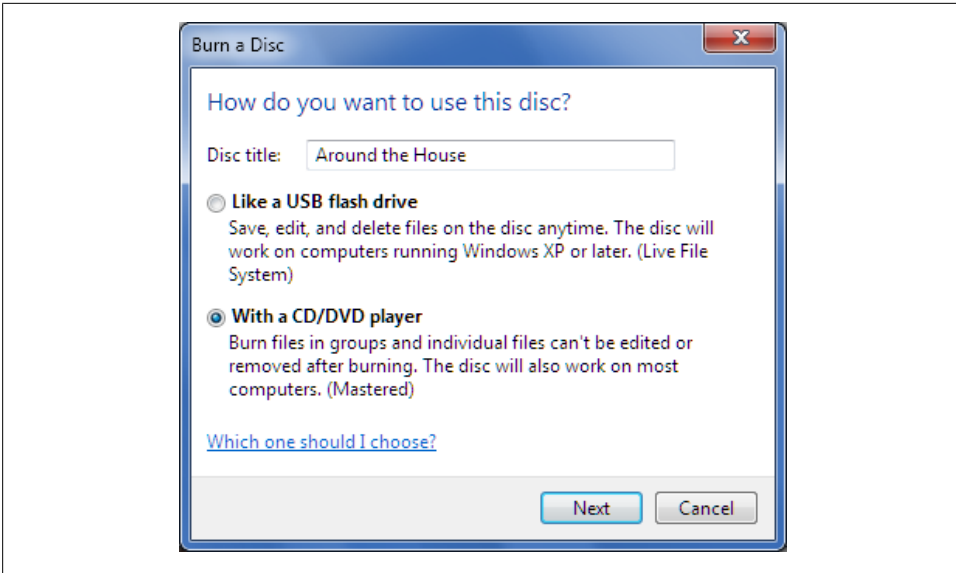 Burn a Disc
How do you want to use this disc?
Disc title: Around the House
Like a USB flash drive
Save, edit, and delete files on the disc anytime. The disc will
work on computers running Windows XP or later. (Live File
System)
With a CD/DVD player
Burn files in groups and individual files can't be edited or
removed after burning. The disc will also work on most
computers. (Mastered)
Which one should I choose?
Next Cancel